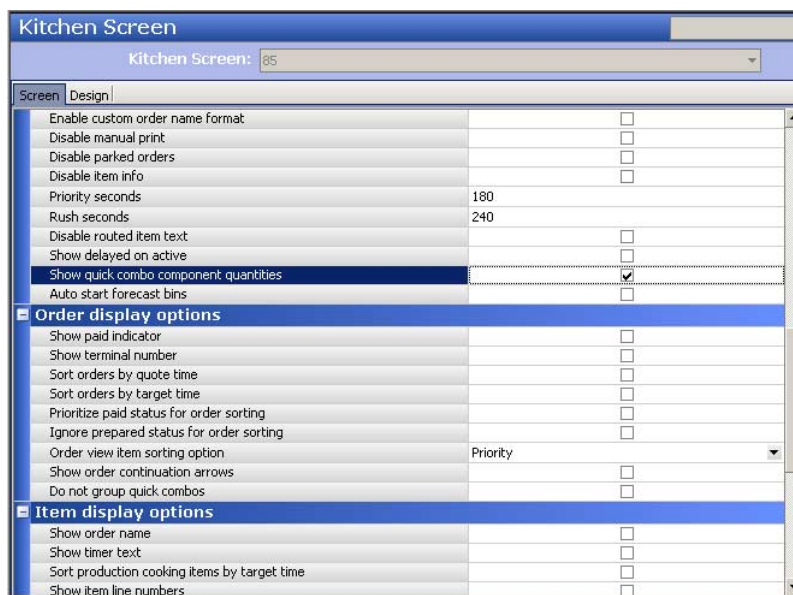 Kitchen Screen
Kitchen Screen: 85
Screen Design
Enable custom order name format
Disable manual print
Disable parked orders
Disable item info
Priority seconds 180
Rush seconds 240
Disable routed item text
Show delayed on active
Show quick combo component quantities
Auto start forecast bins
Order display options
Show paid indicator
Show terminal number
Sort orders by quote time
Sort orders by target time
Prioritize paid status for order sorting
Ignore prepared status for order sorting
Order view item sorting option Priority
Show order continuation arrows
Do not group quick combos
Item display options
Show order name
Show timer text
Sort production cooking items by target time
Show item line numbers